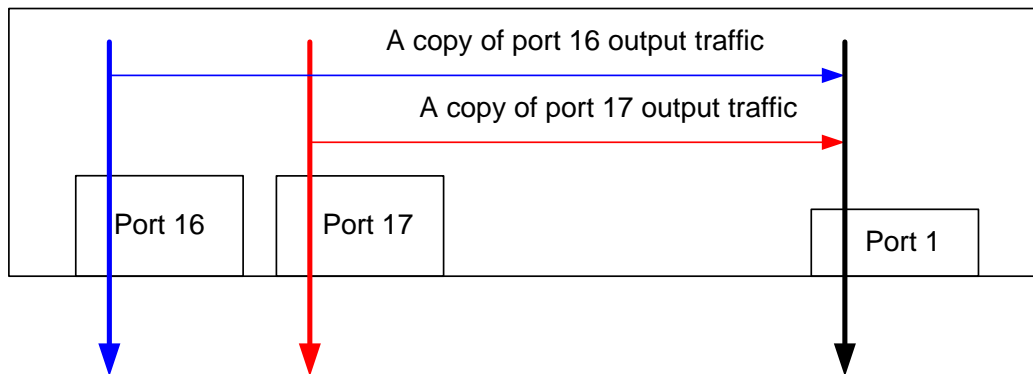 A copy of port 16 output traffic
A copy of port 17 output traffic
Port 16
Port 17
Port 1